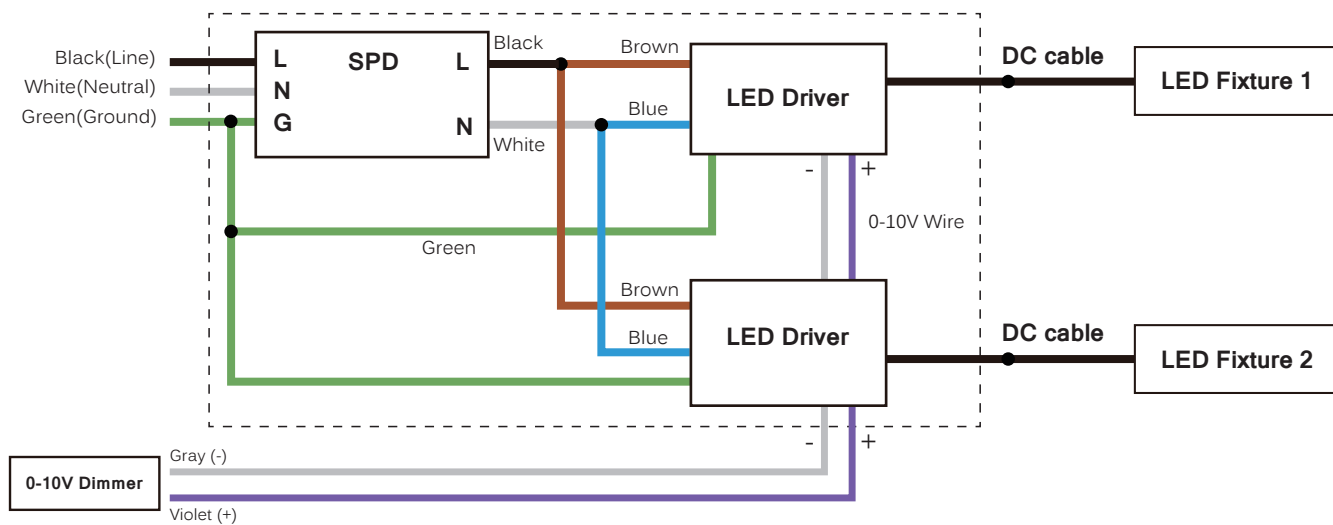 Black(Line)
White(Neutral)
Green(Ground)
L
N
G
SPD
L
N
Black
White
Brown
Blue
LED Driver
DC cable
LED Fixture 1
-
+
0-10V Wire
Green
Brown
Blue
LED Driver
DC cable
LED Fixture 2
-
+
0-10V Dimmer
Gray (-)
Violet (+)